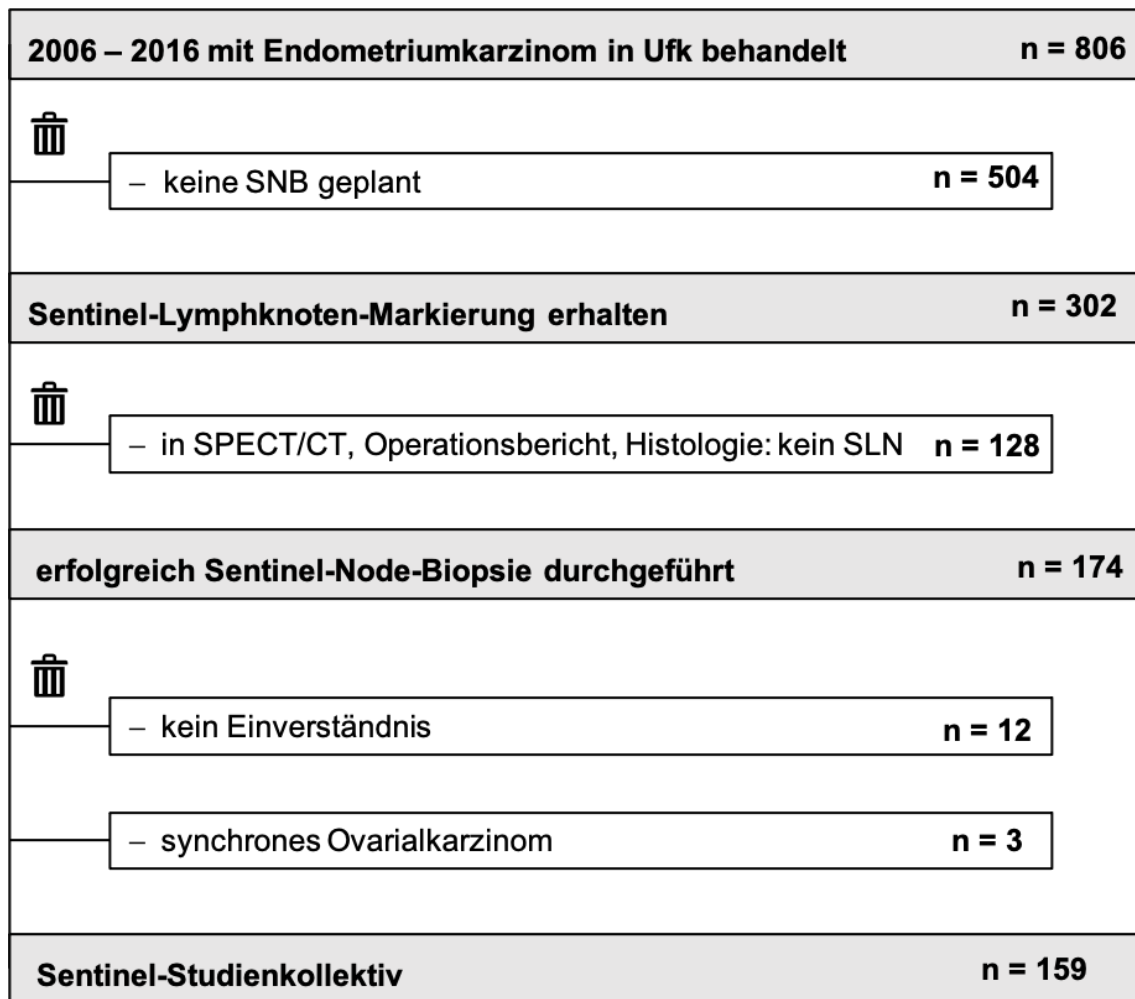 2006 – 2016 mit Endometriumkarzinom in Ufk behandelt n = 806
– keine SNB geplant n = 504
Sentinel-Lymphknoten-Markierung erhalten n = 302
– in SPECT/CT, Operationsbericht, Histologie: kein SLN n = 128
erfolgreich Sentinel-Node-Biopsie durchgeführt n = 174
– kein Einverständnis n = 12
– synchrones Ovarialkarzinom n = 3
Sentinel-Studienkollektiv n = 159